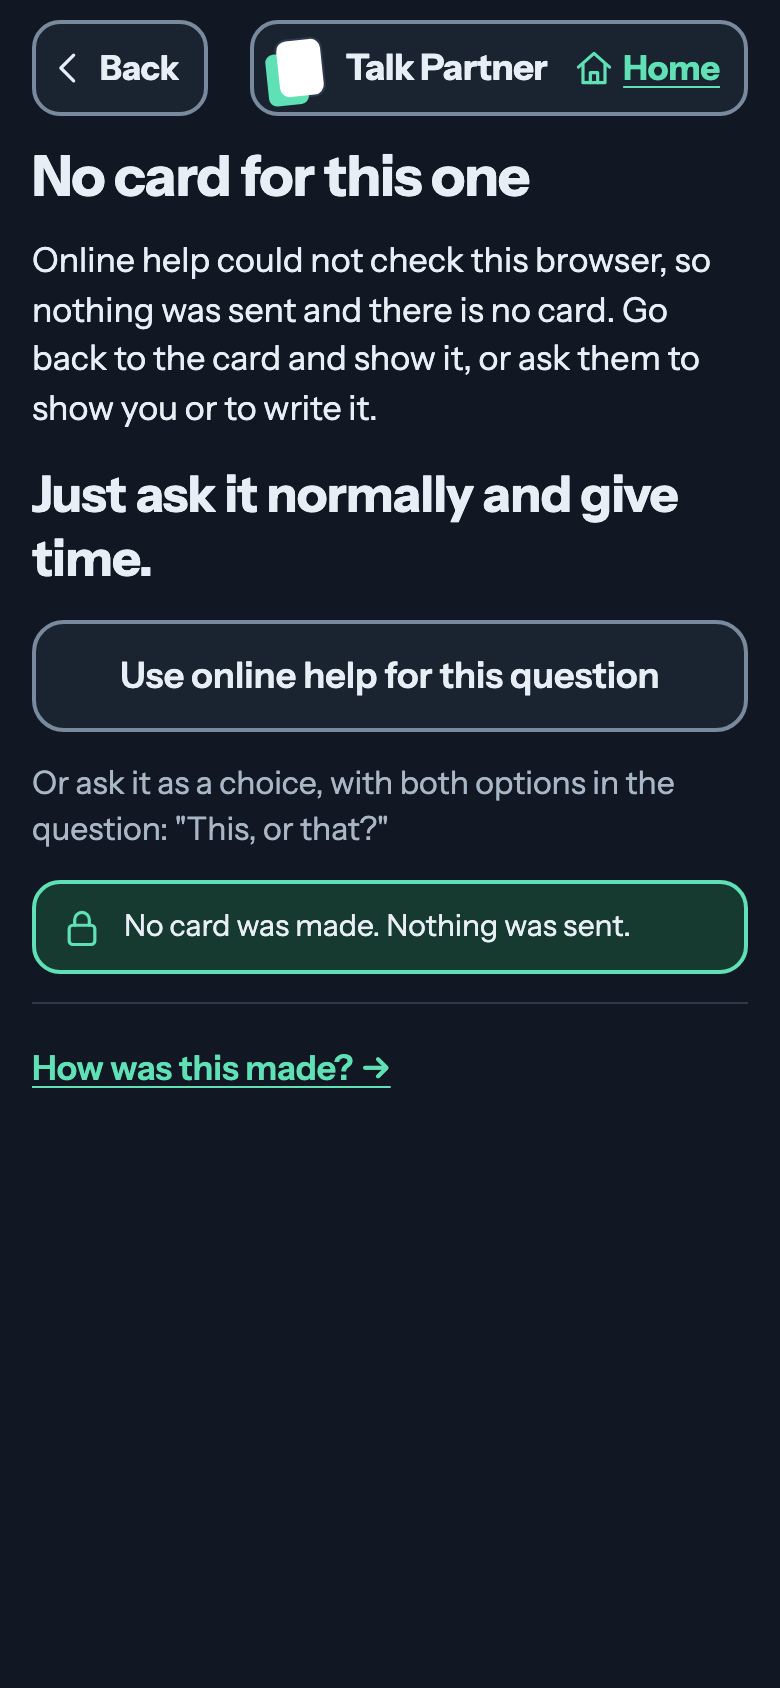 Back
Talk Partner
Home
No card for this one
Online help could not check this browser, so
nothing was sent and there is no card. Go
back to the card and show it, or ask them to
show you or to write it.
Just ask it normally and give
time.
Use online help for this question
Or ask it as a choice, with both options in the
question: "This, or that?"
No card was made. Nothing was sent.
How was this made? →